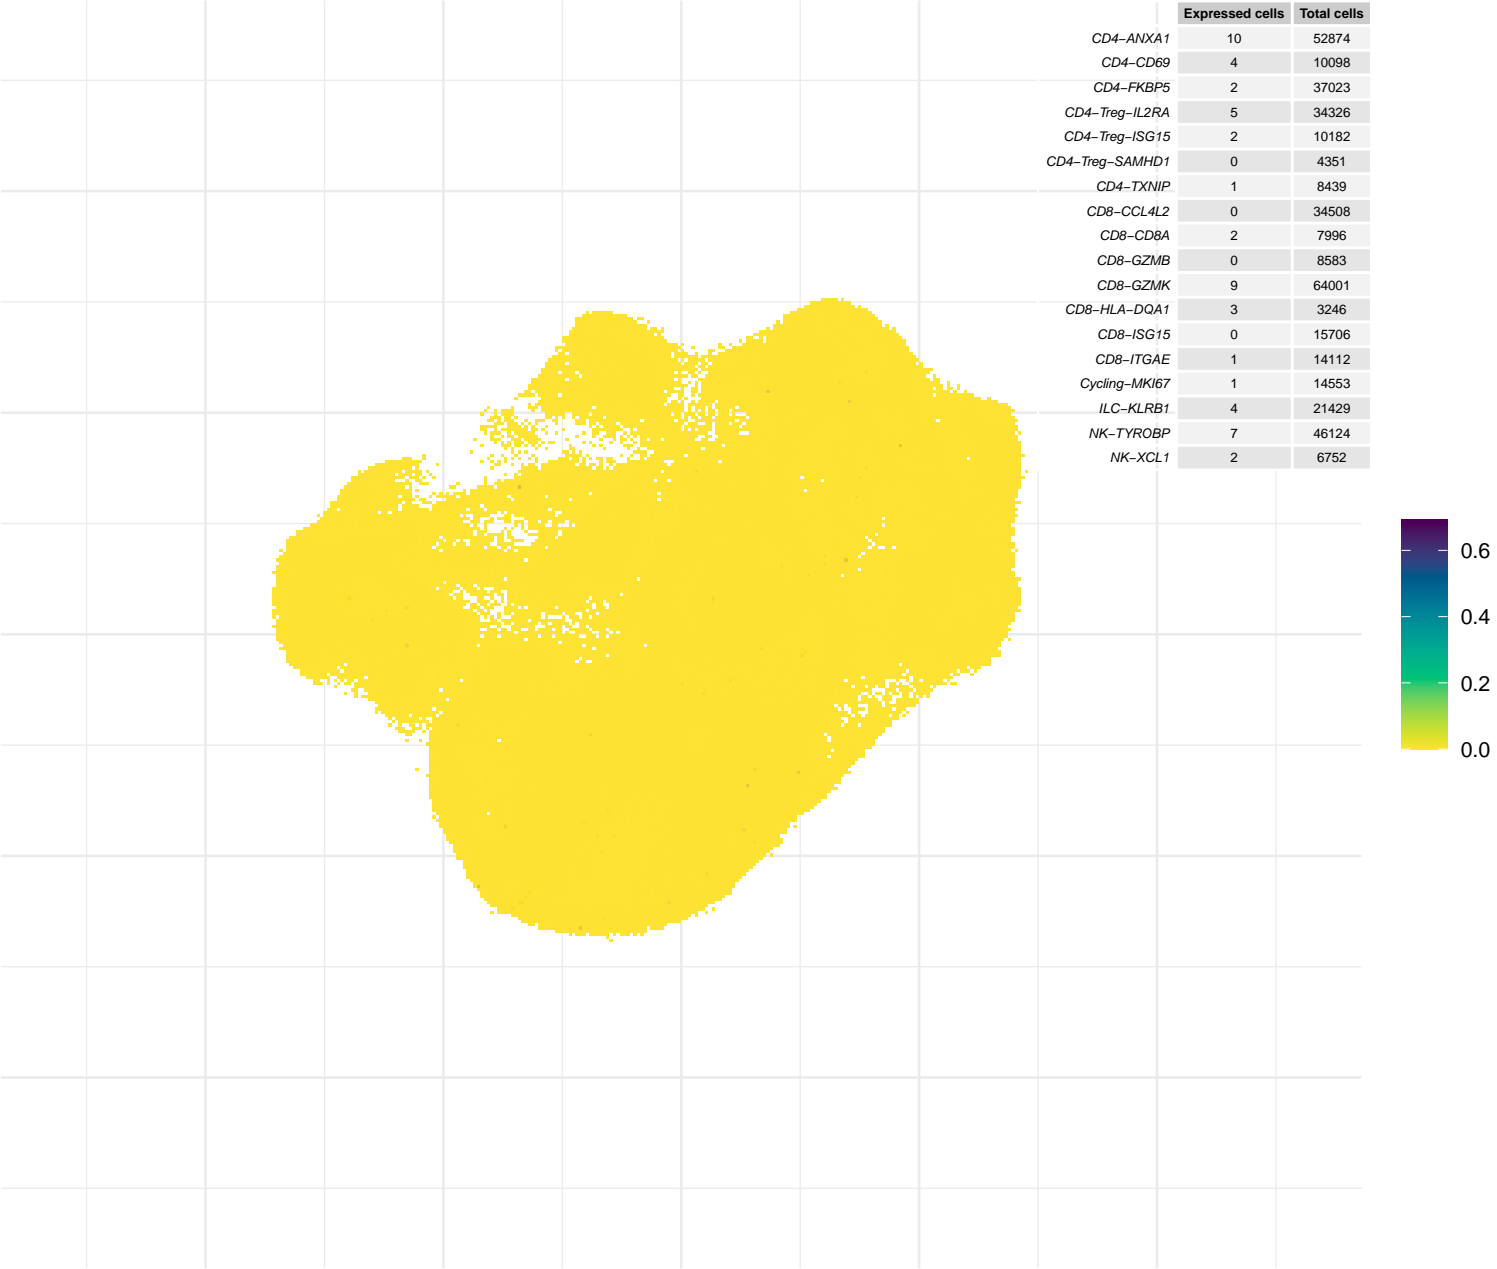 Expressed cells Total cells
CD4−ANXA1 10 52874
CD4−CD69 4 10098
CD4−FKBP5 2 37023
CD4−Treg−IL2RA 5 34326
CD4−Treg−ISG15 2 10182
CD4−Treg−SAMHD1 0 4351
CD4−TXNIP 1 8439
CD8−CCL4L2 0 34508
CD8−CD8A 2 7996
CD8−GZMB 0 8583
CD8−GZMK 9 64001
CD8−HLA−DQA1 3 3246
CD8−ISG15 0 15706
CD8−ITGAE 1 14112
Cycling−MKI67 1 14553
ILC−KLRB1 4 21429
NK−TYROBP 7 46124
NK−XCL1 2 6752
0.6
0.4
0.2
0.0